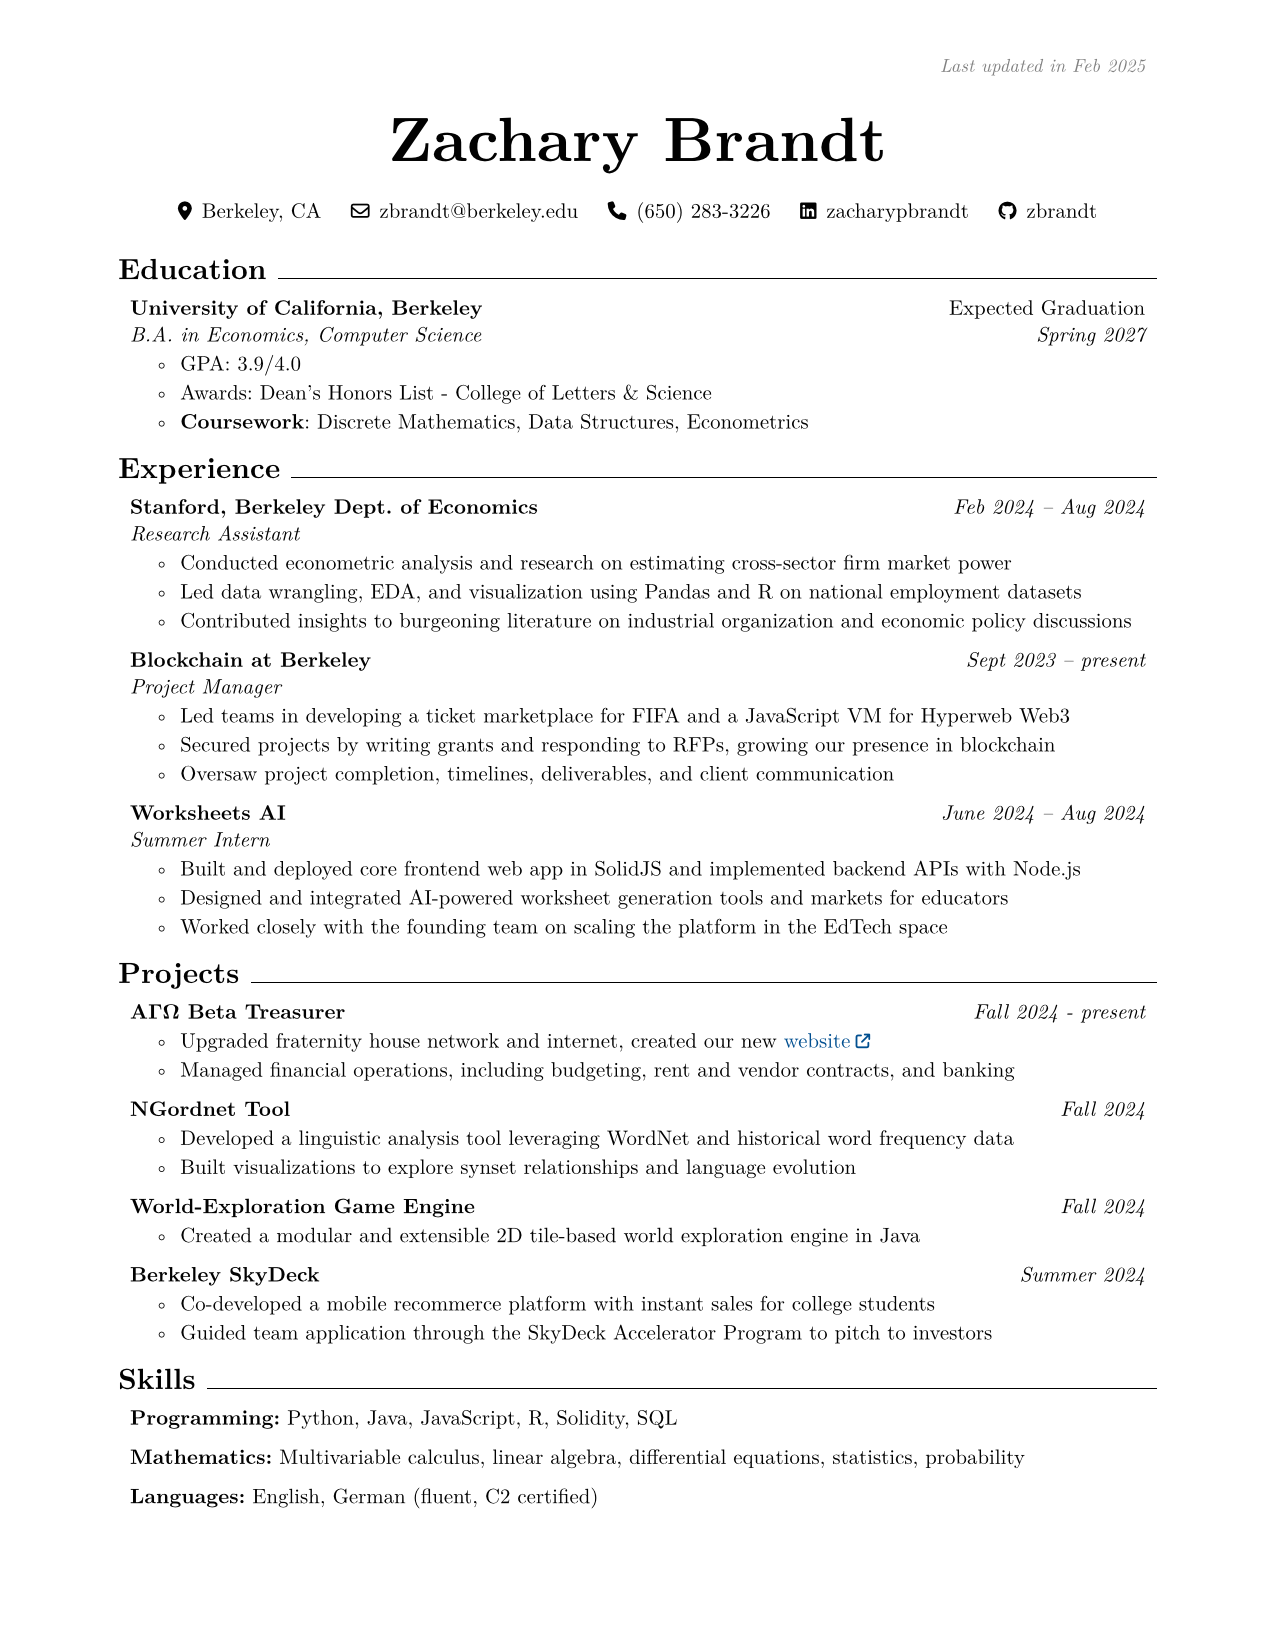 Last updated in Feb 2025
Zachary Brandt
Berkeley, CA zbrandt@berkeley.edu (650) 283-3226 zacharypbrandt zbrandt
Education
University of California, Berkeley Expected Graduation
B.A. in Economics, Computer Science Spring 2027
◦ GPA: 3.9/4.0
◦ Awards: Dean's Honors List - College of Letters & Science
◦ Coursework: Discrete Mathematics, Data Structures, Econometrics
Experience
Stanford, Berkeley Dept. of Economics Feb 2024 – Aug 2024
Research Assistant
◦ Conducted econometric analysis and research on estimating cross-sector firm market power
◦ Led data wrangling, EDA, and visualization using Pandas and R on national employment datasets
◦ Contributed insights to burgeoning literature on industrial organization and economic policy discussions
Blockchain at Berkeley Sept 2023 – present
Project Manager
◦ Led teams in developing a ticket marketplace for FIFA and a JavaScript VM for Hyperweb Web3
◦ Secured projects by writing grants and responding to RFPs, growing our presence in blockchain
◦ Oversaw project completion, timelines, deliverables, and client communication
Worksheets AI June 2024 – Aug 2024
Summer Intern
◦ Built and deployed core frontend web app in SolidJS and implemented backend APIs with Node.js
◦ Designed and integrated AI-powered worksheet generation tools and markets for educators
◦ Worked closely with the founding team on scaling the platform in the EdTech space
Projects
ΑΓΩ Beta Treasurer Fall 2024 - present
◦ Upgraded fraternity house network and internet, created our new website
◦ Managed financial operations, including budgeting, rent and vendor contracts, and banking
NGordnet Tool Fall 2024
◦ Developed a linguistic analysis tool leveraging WordNet and historical word frequency data
◦ Built visualizations to explore synset relationships and language evolution
World-Exploration Game Engine Fall 2024
◦ Created a modular and extensible 2D tile-based world exploration engine in Java
Berkeley SkyDeck Summer 2024
◦ Co-developed a mobile recommerce platform with instant sales for college students
◦ Guided team application through the SkyDeck Accelerator Program to pitch to investors
Skills
Programming: Python, Java, JavaScript, R, Solidity, SQL
Mathematics: Multivariable calculus, linear algebra, differential equations, statistics, probability
Languages: English, German (fluent, C2 certified)